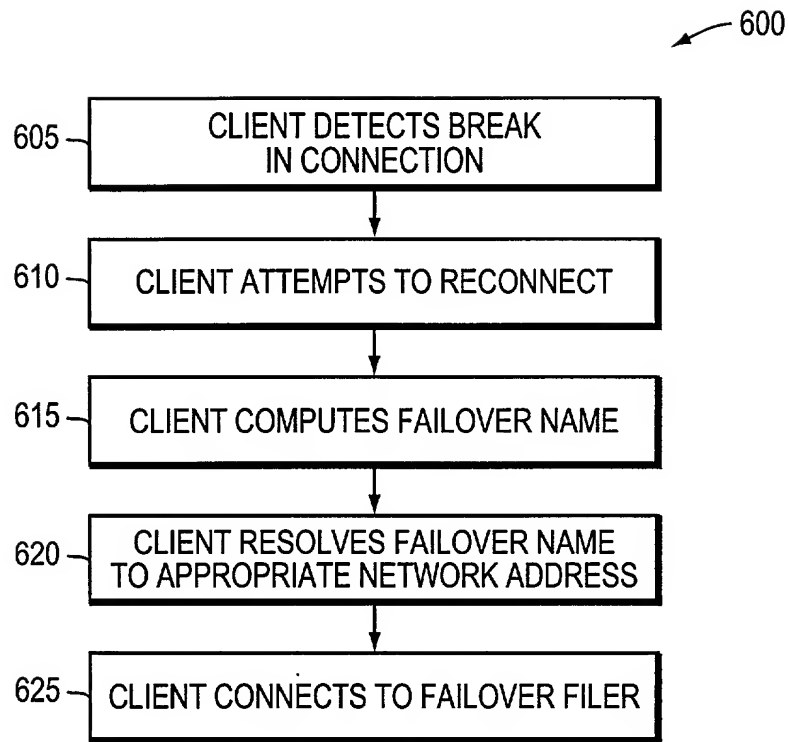 600
605
CLIENT DETECTS BREAK
IN CONNECTION
610
CLIENT ATTEMPTS TO RECONNECT
615
CLIENT COMPUTES FAILOVER NAME
620
CLIENT RESOLVES FAILOVER NAME
TO APPROPRIATE NETWORK ADDRESS
625
CLIENT CONNECTS TO FAILOVER FILER